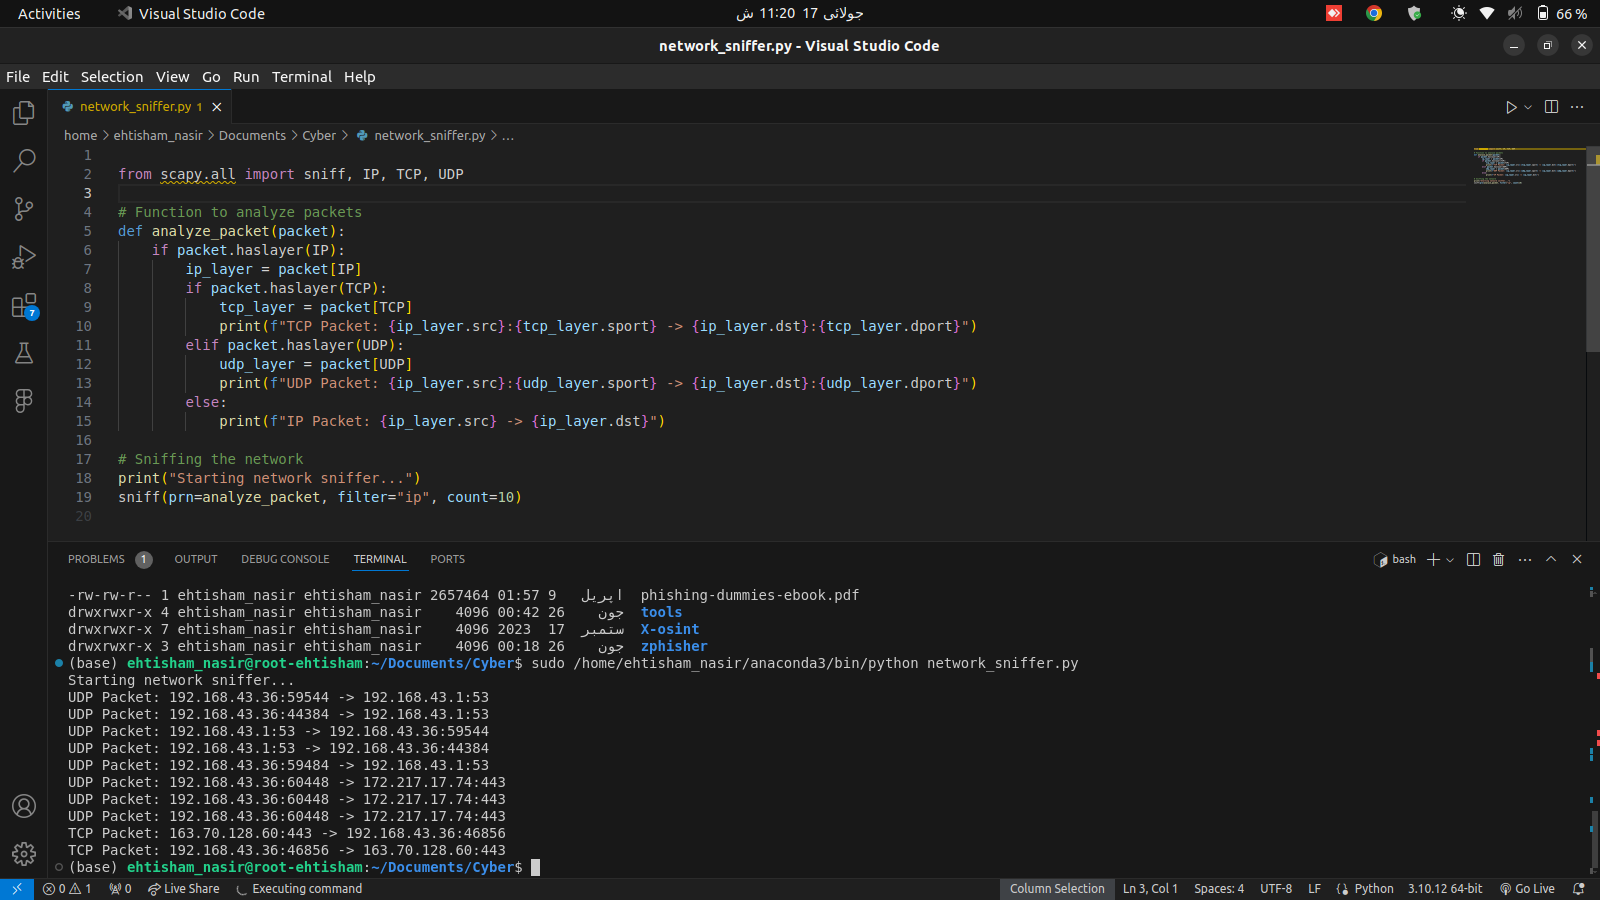 Activities Visual Studio Code جولائی 17 11:20 ش 66 %
network_sniffer.py - Visual Studio Code
File Edit Selection View Go Run Terminal Help
network_sniffer.py 1
home > ehtisham_nasir > Documents > Cyber > network_sniffer.py > ...
1
2 from scapy.all import sniff, IP, TCP, UDP
3
4 # Function to analyze packets
5 def analyze_packet(packet):
6     if packet.haslayer(IP):
7         ip_layer = packet[IP]
8         if packet.haslayer(TCP):
9             tcp_layer = packet[TCP]
10             print(f"TCP Packet: {ip_layer.src}:{tcp_layer.sport} -> {ip_layer.dst}:{tcp_layer.dport}")
11         elif packet.haslayer(UDP):
12             udp_layer = packet[UDP]
13             print(f"UDP Packet: {ip_layer.src}:{udp_layer.sport} -> {ip_layer.dst}:{udp_layer.dport}")
14         else:
15             print(f"IP Packet: {ip_layer.src} -> {ip_layer.dst}")
16
17 # Sniffing the network
18 print("Starting network sniffer...")
19 sniff(prn=analyze_packet, filter="ip", count=10)
20
7
PROBLEMS 1 OUTPUT DEBUG CONSOLE TERMINAL PORTS bash
-rw-rw-r-- 1 ehtisham_nasir ehtisham_nasir 2657464 01:57 9 اپریل phishing-dummies-ebook.pdf
drwxrwxr-x 4 ehtisham_nasir ehtisham_nasir 4096 00:42 26 جون tools
drwxrwxr-x 7 ehtisham_nasir ehtisham_nasir 4096 2023 17 ستمبر X-osint
drwxrwxr-x 3 ehtisham_nasir ehtisham_nasir 4096 00:18 26 جون zphisher
(base) ehtisham_nasir@root-ehtisham:~/Documents/Cyber$ sudo /home/ehtisham_nasir/anaconda3/bin/python network_sniffer.py
Starting network sniffer...
UDP Packet: 192.168.43.36:59544 -> 192.168.43.1:53
UDP Packet: 192.168.43.36:44384 -> 192.168.43.1:53
UDP Packet: 192.168.43.1:53 -> 192.168.43.36:59544
UDP Packet: 192.168.43.1:53 -> 192.168.43.36:44384
UDP Packet: 192.168.43.36:59484 -> 192.168.43.1:53
UDP Packet: 192.168.43.36:60448 -> 172.217.17.74:443
UDP Packet: 192.168.43.36:60448 -> 172.217.17.74:443
UDP Packet: 192.168.43.36:60448 -> 172.217.17.74:443
TCP Packet: 163.70.128.60:443 -> 192.168.43.36:46856
TCP Packet: 192.168.43.36:46856 -> 163.70.128.60:443
(base) ehtisham_nasir@root-ehtisham:~/Documents/Cyber$
0 1 0 Live Share Executing command Column Selection Ln 3, Col 1 Spaces: 4 UTF-8 LF Python 3.10.12 64-bit Go Live